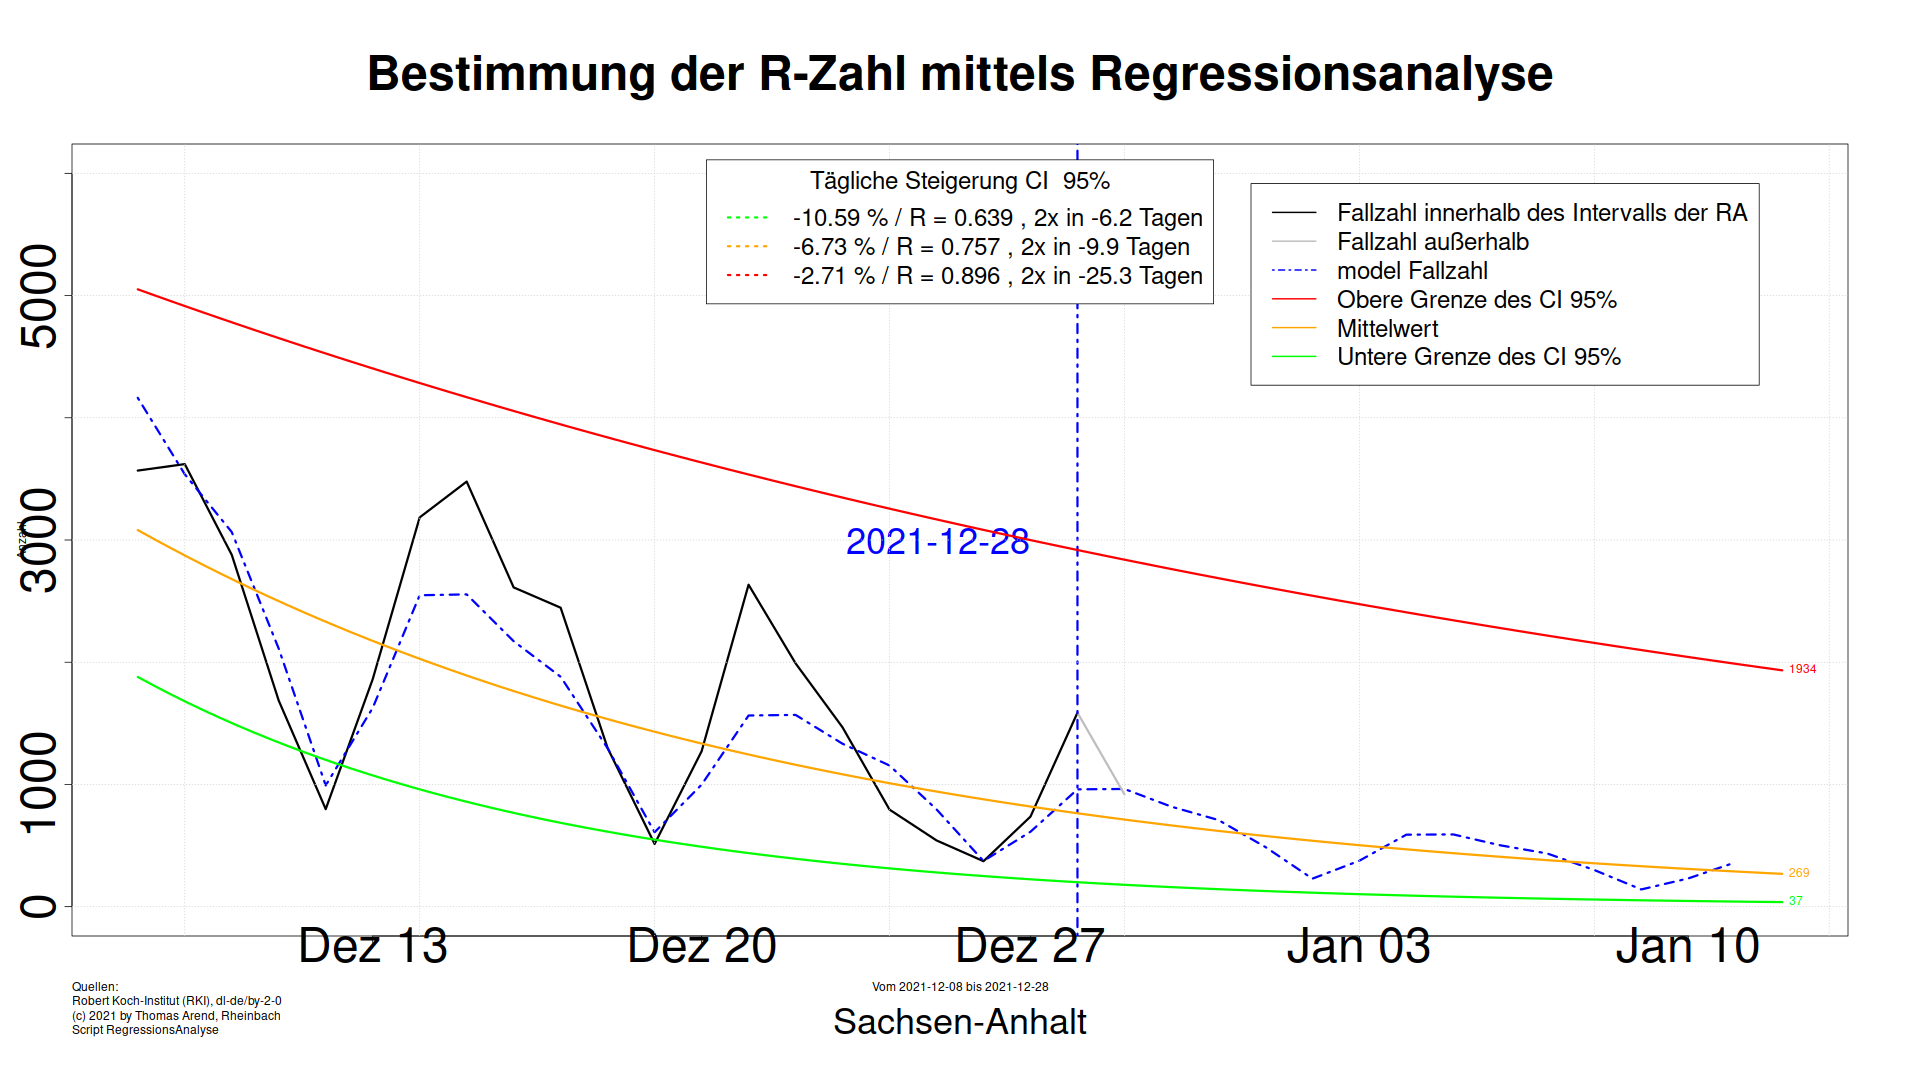 Bestimmung der R-Zahl mittels Regressionsanalyse
Tägliche Steigerung CI  95%
-10.59 % / R = 0.639 , 2x in -6.2 Tagen
-6.73 % / R = 0.757 , 2x in -9.9 Tagen
-2.71 % / R = 0.896 , 2x in -25.3 Tagen
Fallzahl innerhalb des Intervalls der RA
Fallzahl außerhalb
model Fallzahl
Obere Grenze des CI 95%
Mittelwert
Untere Grenze des CI 95%
5000
3000
1000
0
Anzahl
2021-12-28
1934
269
37
Dez 13
Dez 20
Dez 27
Jan 03
Jan 10
Quellen:
Robert Koch-Institut (RKI), dl-de/by-2-0
(c) 2021 by Thomas Arend, Rheinbach
Script RegressionsAnalyse
Vom 2021-12-08 bis 2021-12-28
Sachsen-Anhalt